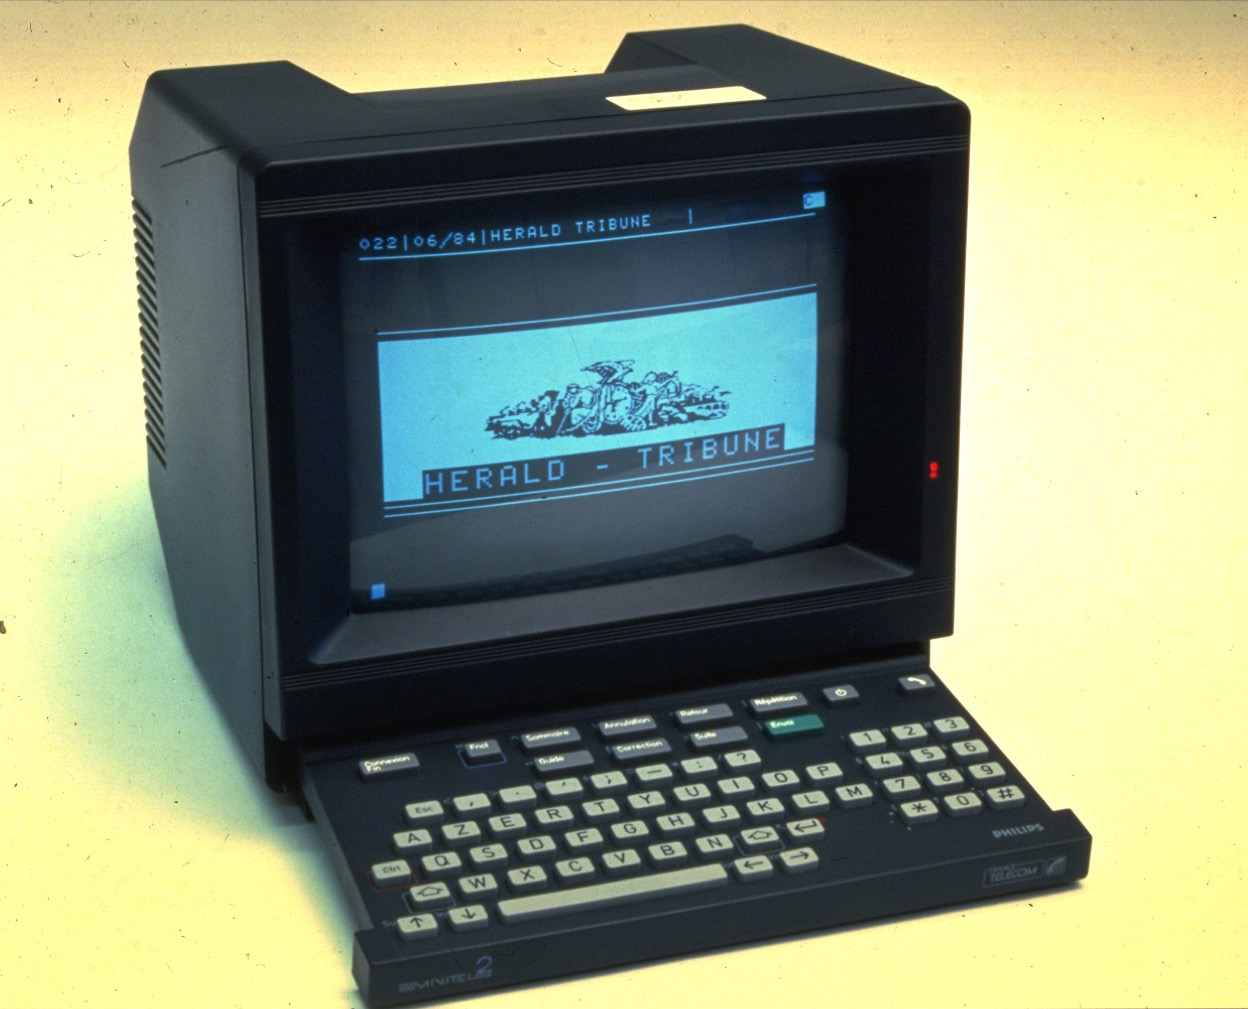 C
022|06/84|HERALD TRIBUNE |
HERALD - TRIBUNE
Connexion Fin
Fnct
Sommaire
Annulation
Retour
Répétition
Guide
Correction
Suite
Envoi
1 2 3
Esc , . ' ; — : ?
4 5 6
A Z E R T Y U I O P
7 8 9
Ctrl Q S D F G H J K L M
* 0 #
W X C V B N
PHILIPS
FRANCE TELECOM
MINITEL 2